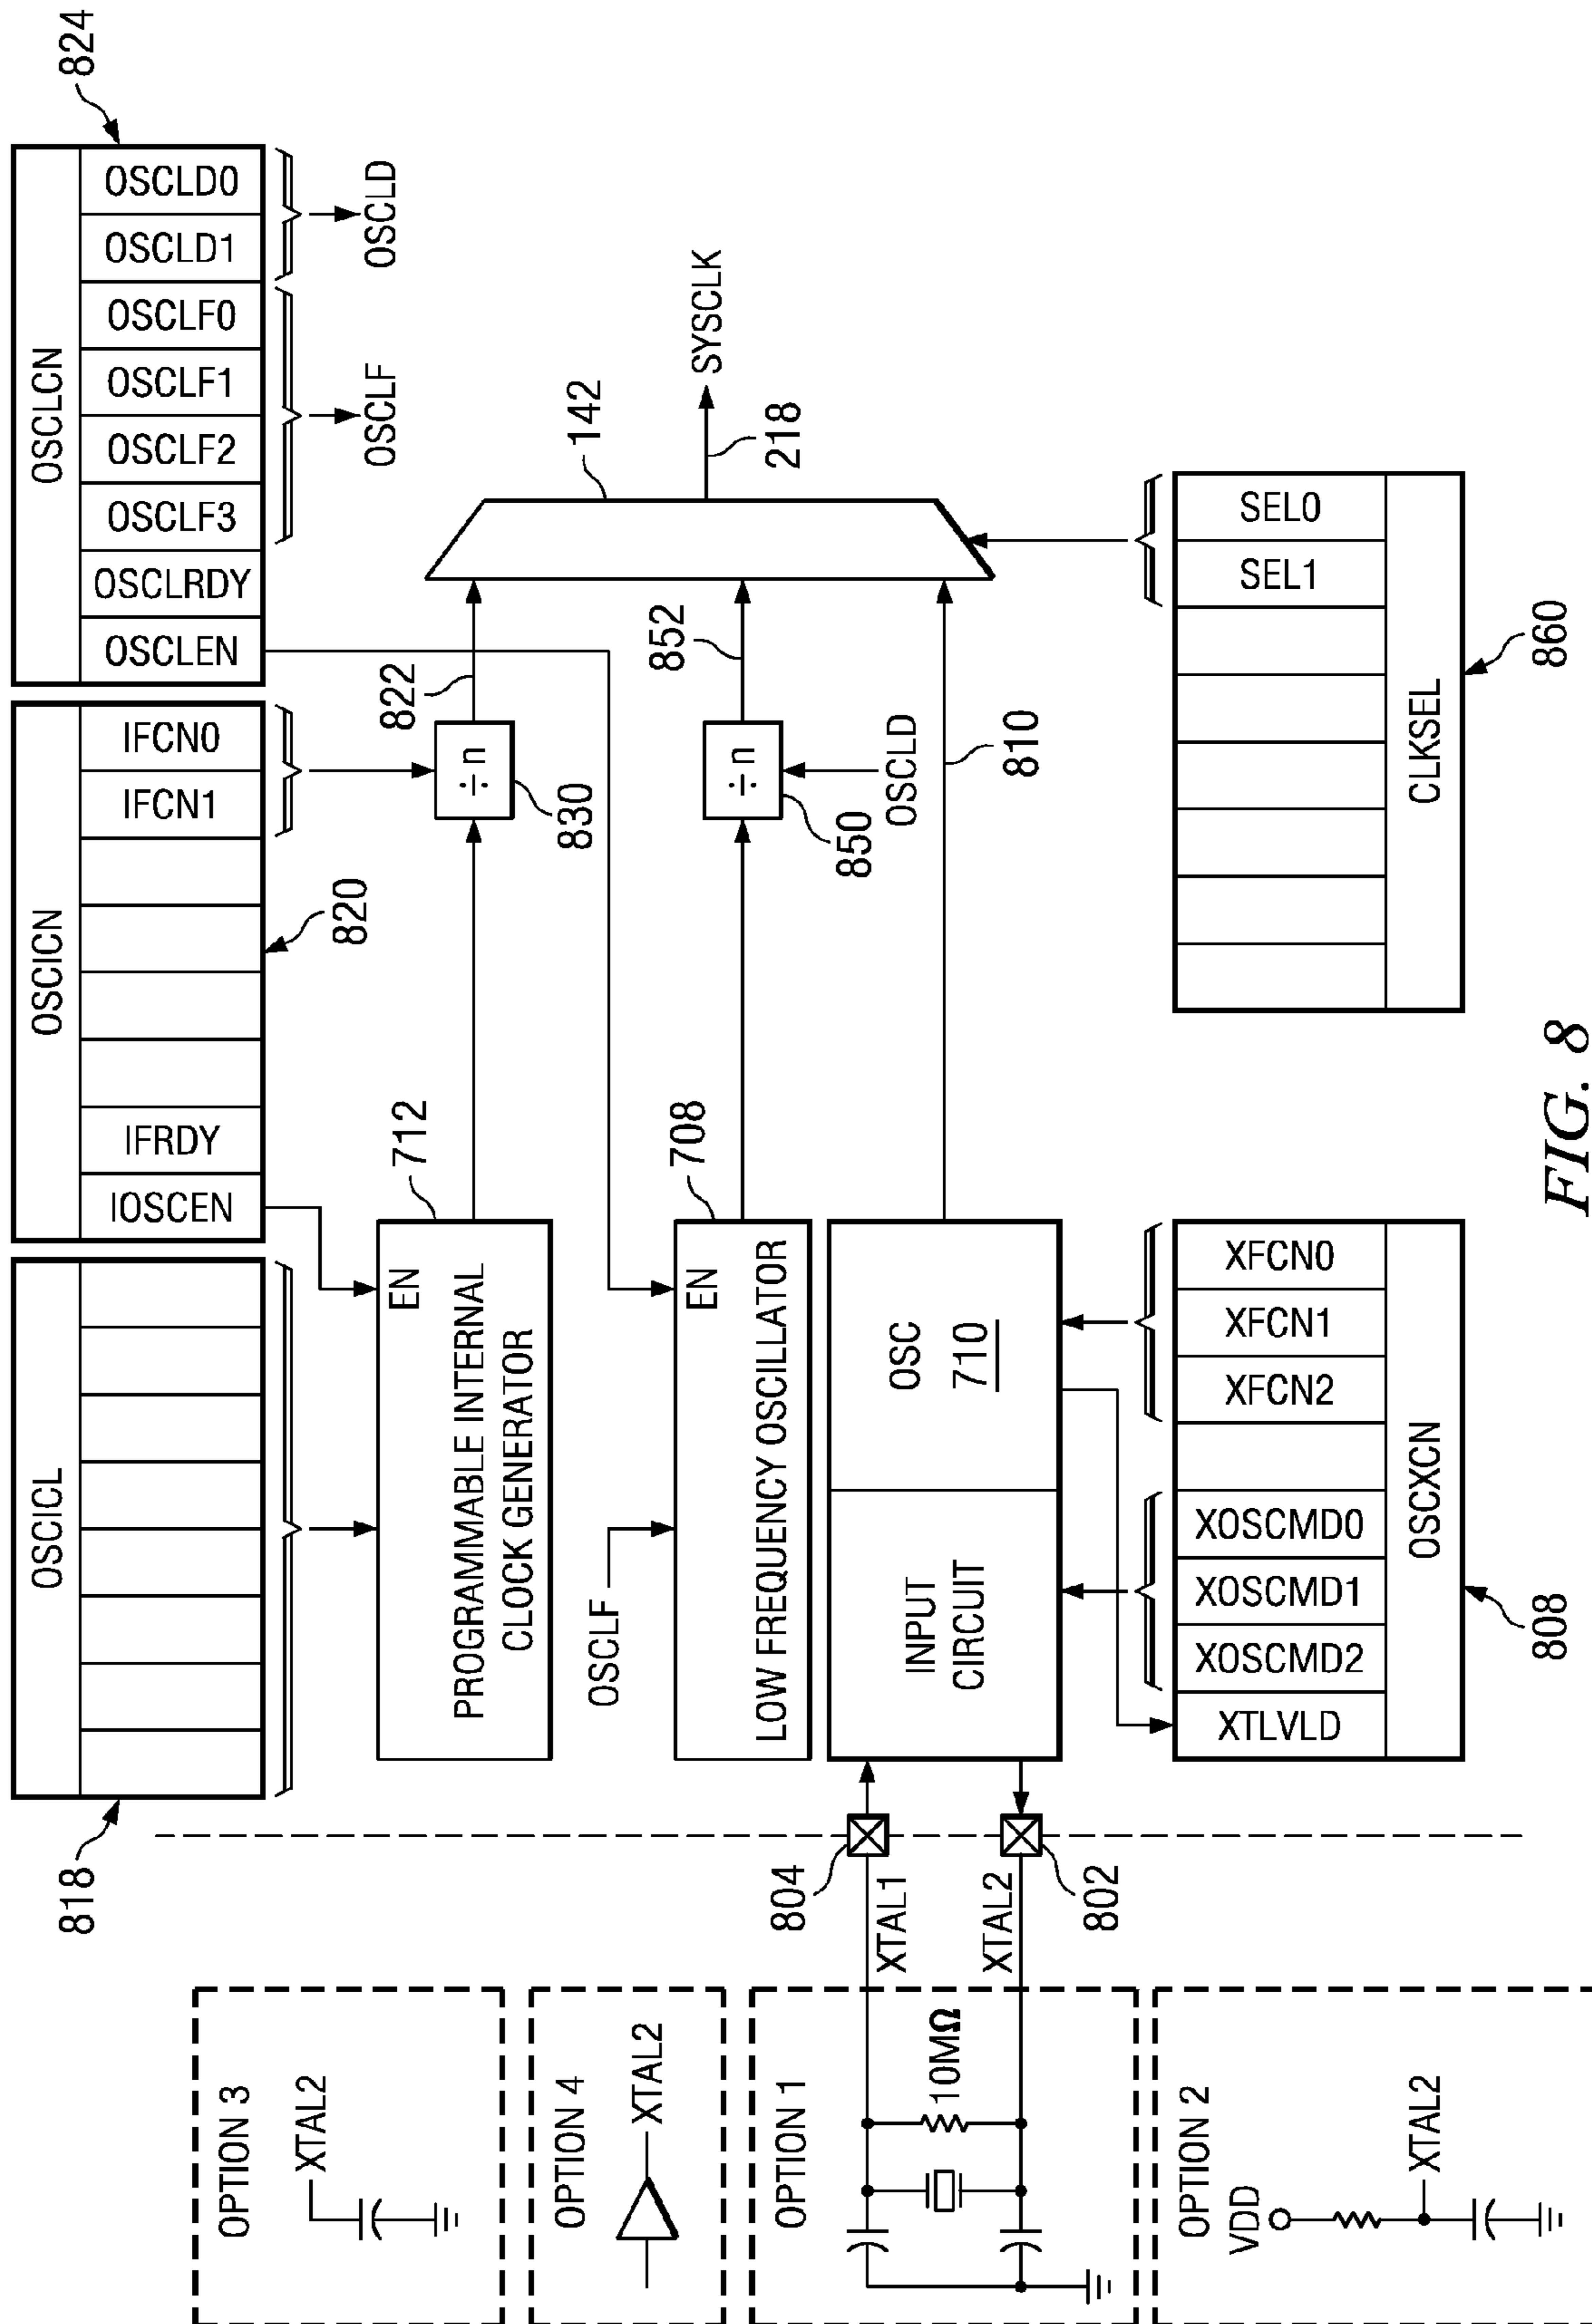 818
OSCICL
OSCICN
IOSCEN
IFRDY
IFCN1
IFCN0
820
OSCLCN
OSCLEN
OSCLRDY
OSCLF3
OSCLF2
OSCLF1
OSCLF0
OSCLD1
OSCLD0
824
OSCLF
OSCLD
OPTION 3
XTAL2
OPTION 4
XTAL2
OPTION 1
10MΩ
OPTION 2
VDD
XTAL2
804
XTAL1
XTAL2
802
EN
712
PROGRAMMABLE INTERNAL
CLOCK GENERATOR
÷ n
830
822
OSCLF
EN
708
LOW FREQUENCY OSCILLATOR
÷ n
850
852
OSCLD
INPUT
CIRCUIT
OSC
710
810
142
218
SYSCLK
XTLVLD
XOSCMD2
XOSCMD1
XOSCMD0
XFCN2
XFCN1
XFCN0
OSCXCN
808
SEL1
SEL0
CLKSEL
860
FIG. 8